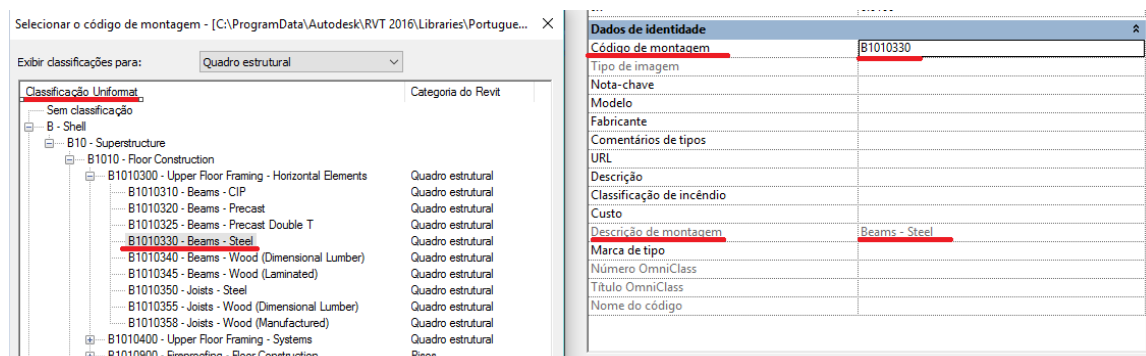 Selecionar o código de montagem - [C:\ProgramData\Autodesk\RVT 2016\Libraries\Portugue...
Exibir classificações para: Quadro estrutural
Classificação Uniformat Categoria do Revit
Sem classificação
B - Shell
B10 - Superstructure
B1010 - Floor Construction
B1010300 - Upper Floor Framing - Horizontal Elements Quadro estrutural
B1010310 - Beams - CIP Quadro estrutural
B1010320 - Beams - Precast Quadro estrutural
B1010325 - Beams - Precast Double T Quadro estrutural
B1010330 - Beams - Steel Quadro estrutural
B1010340 - Beams - Wood (Dimensional Lumber) Quadro estrutural
B1010345 - Beams - Wood (Laminated) Quadro estrutural
B1010350 - Joists - Steel Quadro estrutural
B1010355 - Joists - Wood (Dimensional Lumber) Quadro estrutural
B1010358 - Joists - Wood (Manufactured) Quadro estrutural
B1010400 - Upper Floor Framing - Systems Quadro estrutural
B1010900 - Fireproofing - Floor Construction Pisos
Dados de identidade
Código de montagem B1010330
Tipo de imagem
Nota-chave
Modelo
Fabricante
Comentários de tipos
URL
Descrição
Classificação de incêndio
Custo
Descrição de montagem Beams - Steel
Marca de tipo
Número OmniClass
Título OmniClass
Nome do código